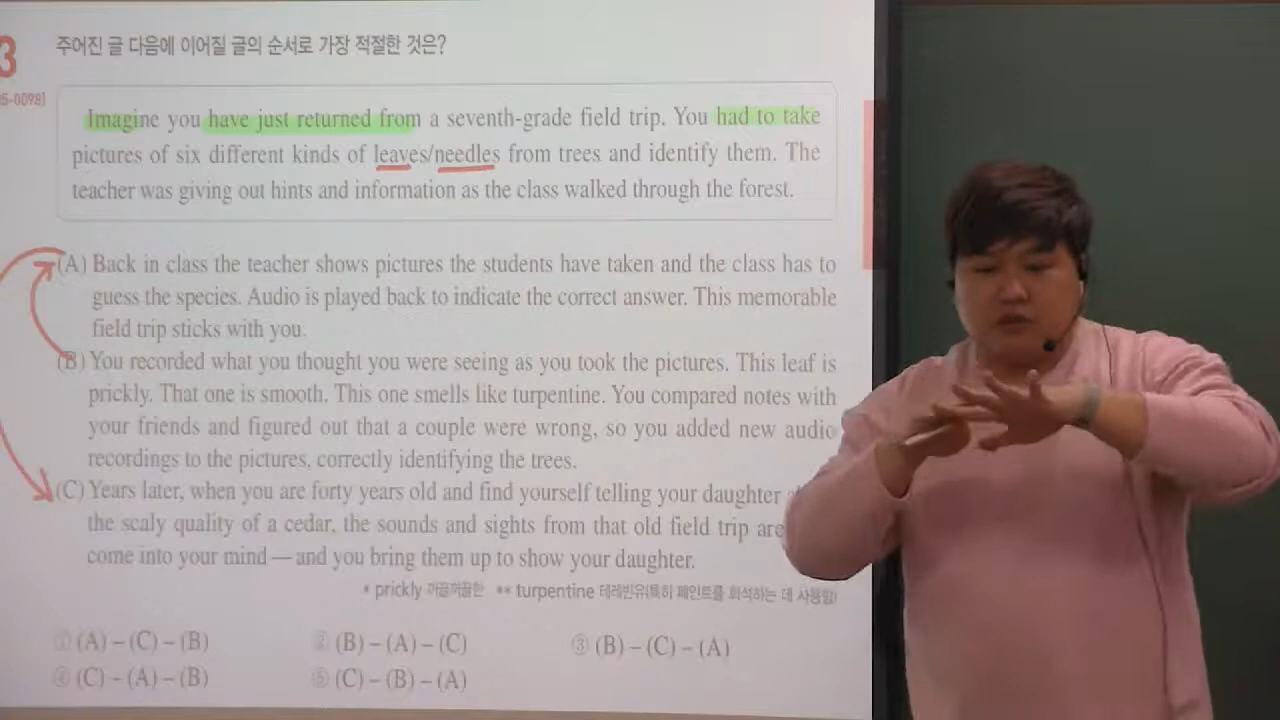 3
주어진 글 다음에 이어질 글의 순서로 가장 적절한 것은?
5-0098]
Imagine you have just returned from a seventh-grade field trip. You had to take
pictures of six different kinds of leaves/needles from trees and identify them. The
teacher was giving out hints and information as the class walked through the forest.
(A) Back in class the teacher shows pictures the students have taken and the class has to
guess the species. Audio is played back to indicate the correct answer. This memorable
field trip sticks with you.
(B) You recorded what you thought you were seeing as you took the pictures. This leaf is
prickly. That one is smooth. This one smells like turpentine. You compared notes with
your friends and figured out that a couple were wrong, so you added new audio
recordings to the pictures, correctly identifying the trees.
(C) Years later, when you are forty years old and find yourself telling your daughter
the scaly quality of a cedar, the sounds and sights from that old field trip are
come into your mind — and you bring them up to show your daughter.
* prickly 꺼끌꺼끌한 ** turpentine 테레빈유(특히 페인트를 희석하는 데 사용됨)
① (A) – (C) – (B) ② (B) – (A) – (C) ③ (B) – (C) – (A)
④ (C) – (A) – (B) ⑤ (C) – (B) – (A)